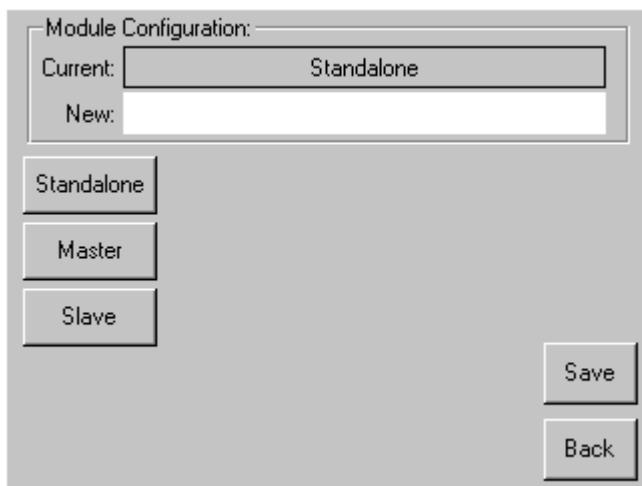 Module Configuration:
Current: Standalone
New:
Standalone
Master
Slave
Save
Back